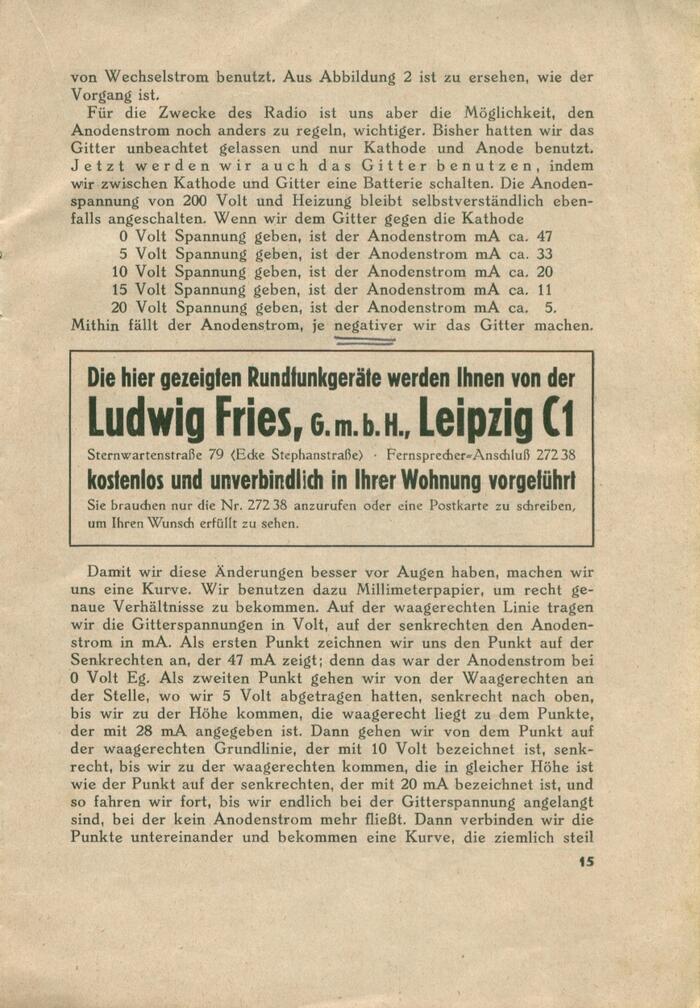 von Wechselstrom benutzt. Aus Abbildung 2 ist zu ersehen, wie der
Vorgang ist.
Für die Zwecke des Radio ist uns aber die Möglichkeit, den
Anodenstrom noch anders zu regeln, wichtiger. Bisher hatten wir das
Gitter unbeachtet gelassen und nur Kathode und Anode benutzt.
Jetzt werden wir auch das Gitter benutzen, indem
wir zwischen Kathode und Gitter eine Batterie schalten. Die Anoden-
spannung von 200 Volt und Heizung bleibt selbstverständlich eben-
falls angeschalten. Wenn wir dem Gitter gegen die Kathode
0 Volt Spannung geben, ist der Anodenstrom mA ca. 47
5 Volt Spannung geben, ist der Anodenstrom mA ca. 33
10 Volt Spannung geben, ist der Anodenstrom mA ca. 20
15 Volt Spannung geben, ist der Anodenstrom mA ca. 11
20 Volt Spannung geben, ist der Anodenstrom mA ca. 5.
Mithin fällt der Anodenstrom, je negativer wir das Gitter machen.
Die hier gezeigten Rundfunkgeräte werden Ihnen von der
Ludwig Fries, G.m.b.H., Leipzig C1
Sternwartenstraße 79 (Ecke Stephanstraße) · Fernsprecher-Anschluß 272 38
kostenlos und unverbindlich in Ihrer Wohnung vorgeführt
Sie brauchen nur die Nr. 272 38 anzurufen oder eine Postkarte zu schreiben,
um Ihren Wunsch erfüllt zu sehen.
Damit wir diese Änderungen besser vor Augen haben, machen wir
uns eine Kurve. Wir benutzen dazu Millimeterpapier, um recht ge-
naue Verhältnisse zu bekommen. Auf der waagerechten Linie tragen
wir die Gitterspannungen in Volt, auf der senkrechten den Anoden-
strom in mA. Als ersten Punkt zeichnen wir uns den Punkt auf der
Senkrechten an, der 47 mA zeigt; denn das war der Anodenstrom bei
0 Volt Eg. Als zweiten Punkt gehen wir von der Waagerechten an
der Stelle, wo wir 5 Volt abgetragen hatten, senkrecht nach oben,
bis wir zu der Höhe kommen, die waagerecht liegt zu dem Punkte,
der mit 28 mA angegeben ist. Dann gehen wir von dem Punkt auf
der waagerechten Grundlinie, der mit 10 Volt bezeichnet ist, senk-
recht, bis wir zu der waagerechten kommen, die in gleicher Höhe ist
wie der Punkt auf der senkrechten, der mit 20 mA bezeichnet ist, und
so fahren wir fort, bis wir endlich bei der Gitterspannung angelangt
sind, bei der kein Anodenstrom mehr fließt. Dann verbinden wir die
Punkte untereinander und bekommen eine Kurve, die ziemlich steil
15